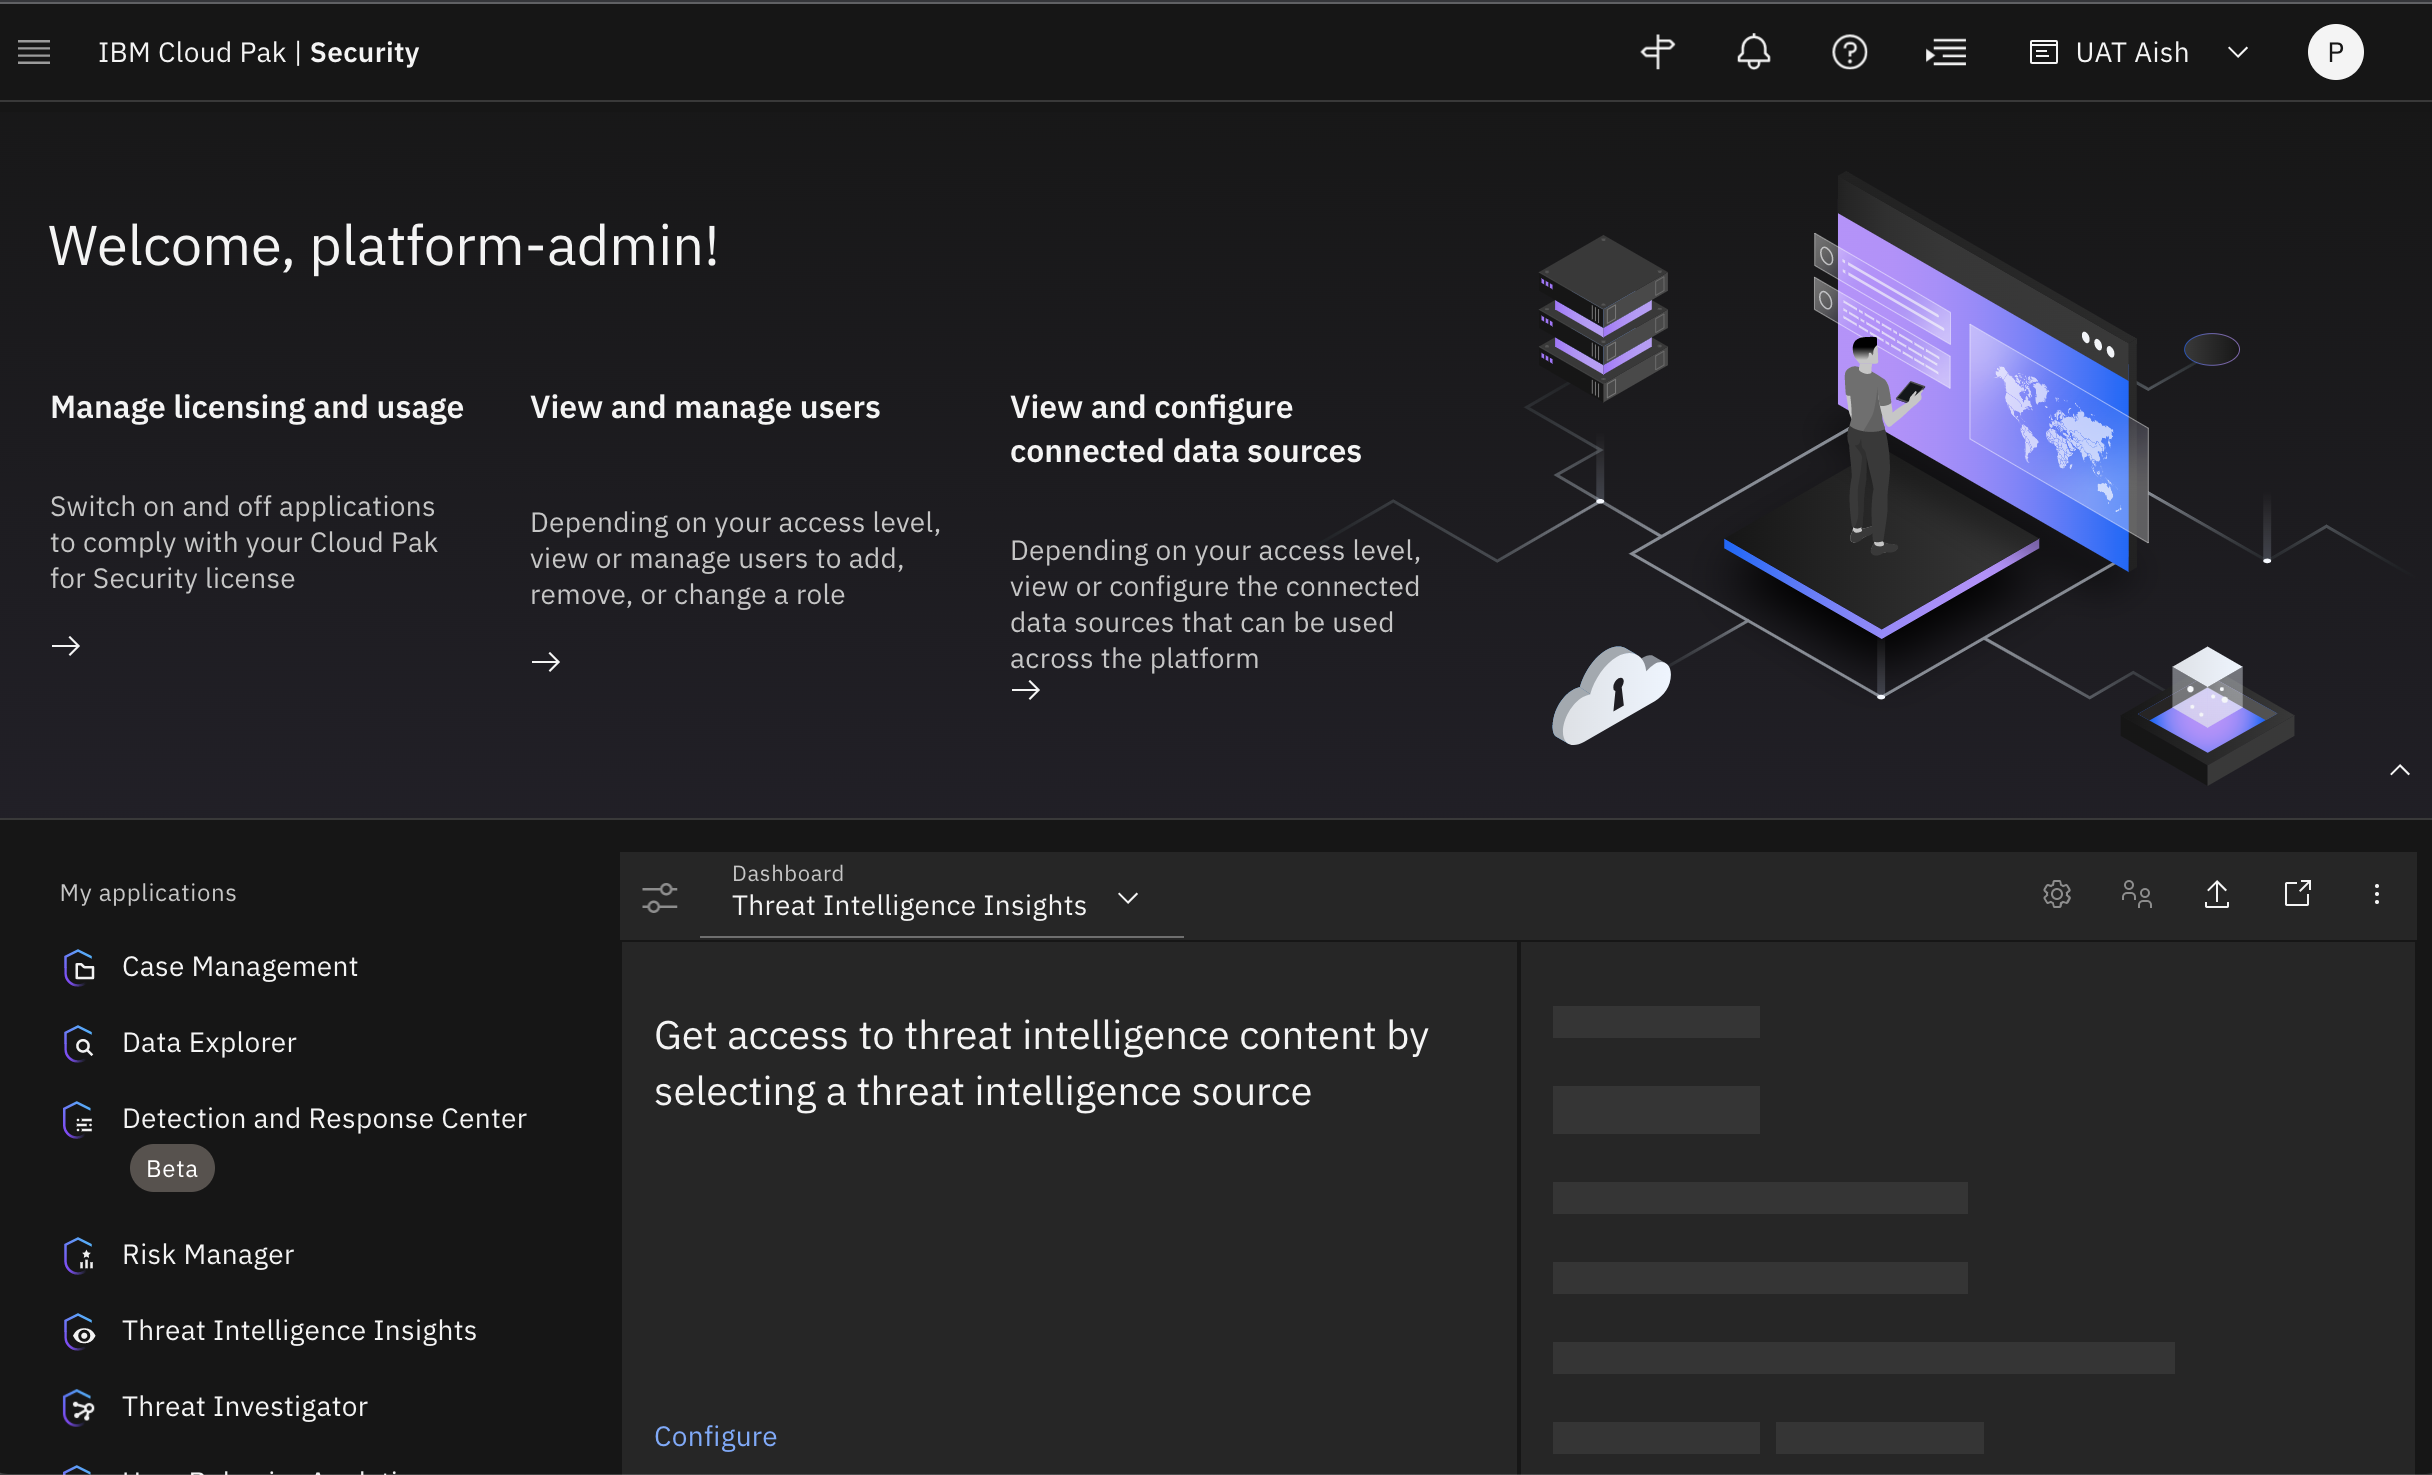 IBM Cloud Pak | Security
UAT Aish
P
Welcome, platform-admin!
Manage licensing and usage
Switch on and off applications
to comply with your Cloud Pak
for Security license
View and manage users
Depending on your access level,
view or manage users to add,
remove, or change a role
View and configure
connected data sources
Depending on your access level,
view or configure the connected
data sources that can be used
across the platform
My applications
Case Management
Data Explorer
Detection and Response Center
Beta
Risk Manager
Threat Intelligence Insights
Threat Investigator
Dashboard
Threat Intelligence Insights
Get access to threat intelligence content by
selecting a threat intelligence source
Configure